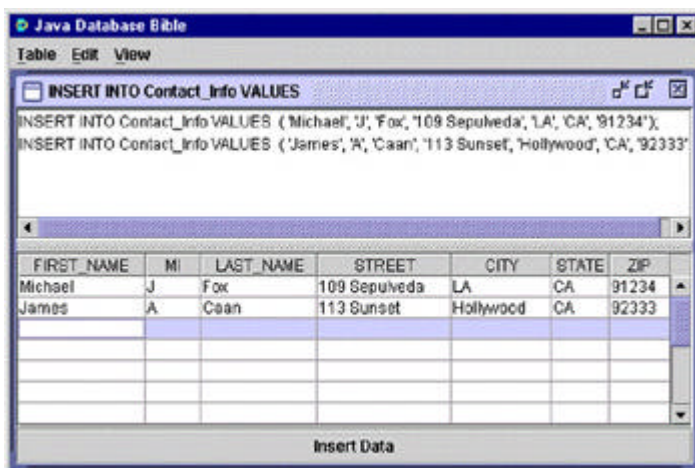 Java Database Bible
Table Edit View
INSERT INTO Contact_Info VALUES
INSERT INTO Contact_Info VALUES ( 'Michael', 'J', 'Fox', '109 Sepulveda', 'LA', 'CA', '91234');
INSERT INTO Contact_Info VALUES ( 'James', 'A', 'Caan', '113 Sunset', 'Hollywood', 'CA', '92333'
FIRST_NAME MI LAST_NAME STREET CITY STATE ZIP
Michael J Fox 109 Sepulveda LA CA 91234
James A Caan 113 Sunset Hollywood CA 92333
Insert Data